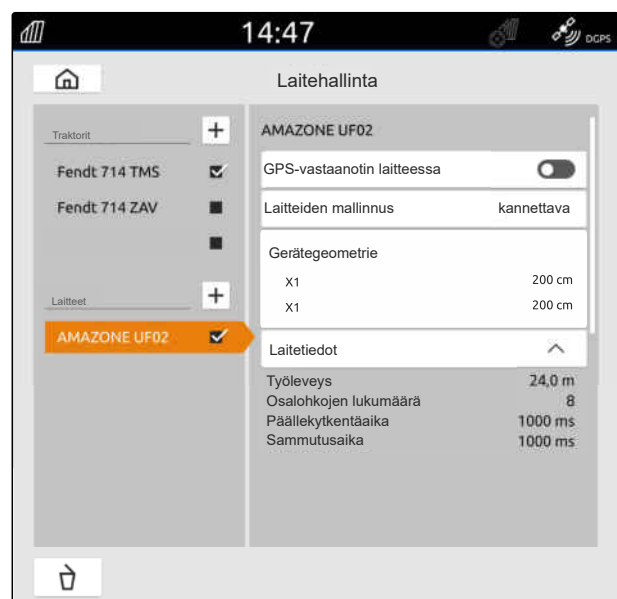 14:47
DGPS
Laitehallinta
Traktorit
Fendt 714 TMS
Fendt 714 ZAV
Laitteet
AMAZONE UF02
AMAZONE UF02
GPS-vastaanotin laitteessa
Laitteiden mallinnus kannettava
Gerätegeometrie
X1 200 cm
X1 200 cm
Laitetiedot
Työleveys 24,0 m
Osalohkojen lukumäärä 8
Päällekytkentäaika 1000 ms
Sammutusaika 1000 ms